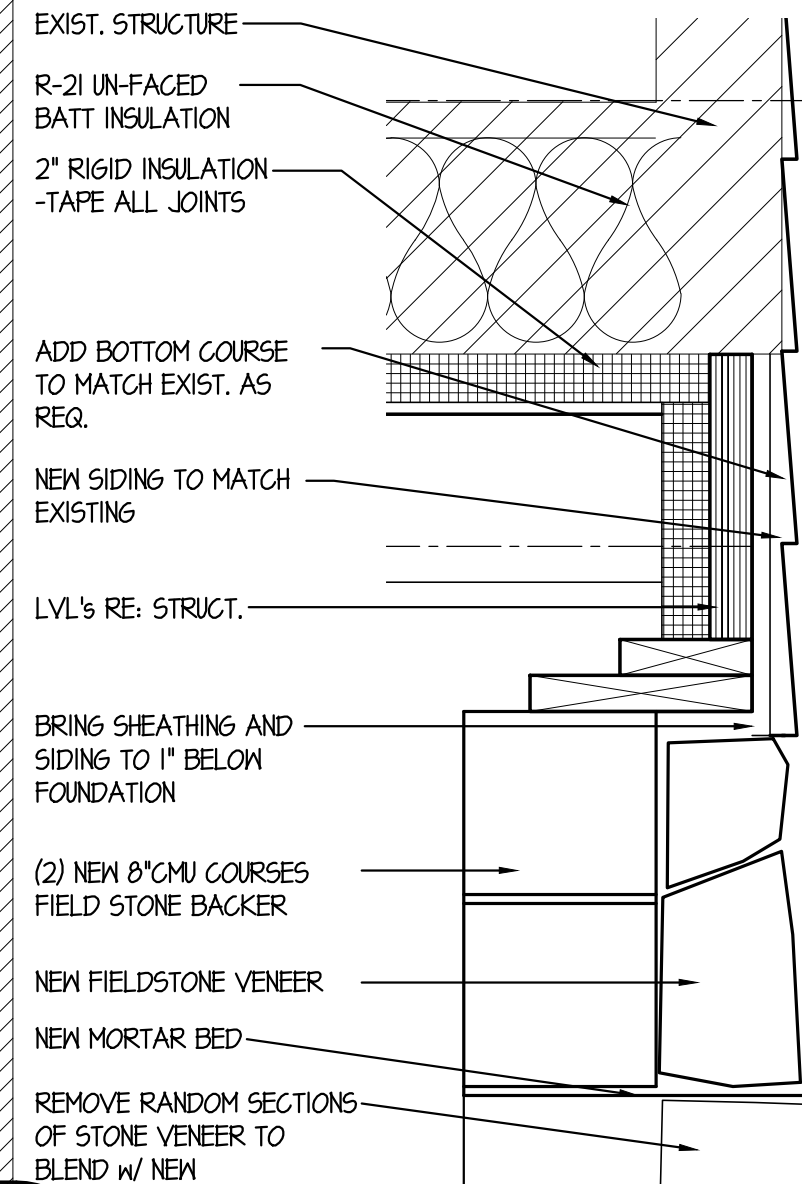 EXIST. STRUCTURE
R-21 UN-FACED
BATT INSULATION
2" RIGID INSULATION
-TAPE ALL JOINTS
ADD BOTTOM COURSE
TO MATCH EXIST. AS
REQ.
NEW SIDING TO MATCH
EXISTING
LVL's RE: STRUCT.
BRING SHEATHING AND
SIDING TO 1" BELOW
FOUNDATION
(2) NEW 8"CMU COURSES
FIELD STONE BACKER
NEW FIELDSTONE VENEER
NEW MORTAR BED
REMOVE RANDOM SECTIONS
OF STONE VENEER TO
BLEND w/ NEW